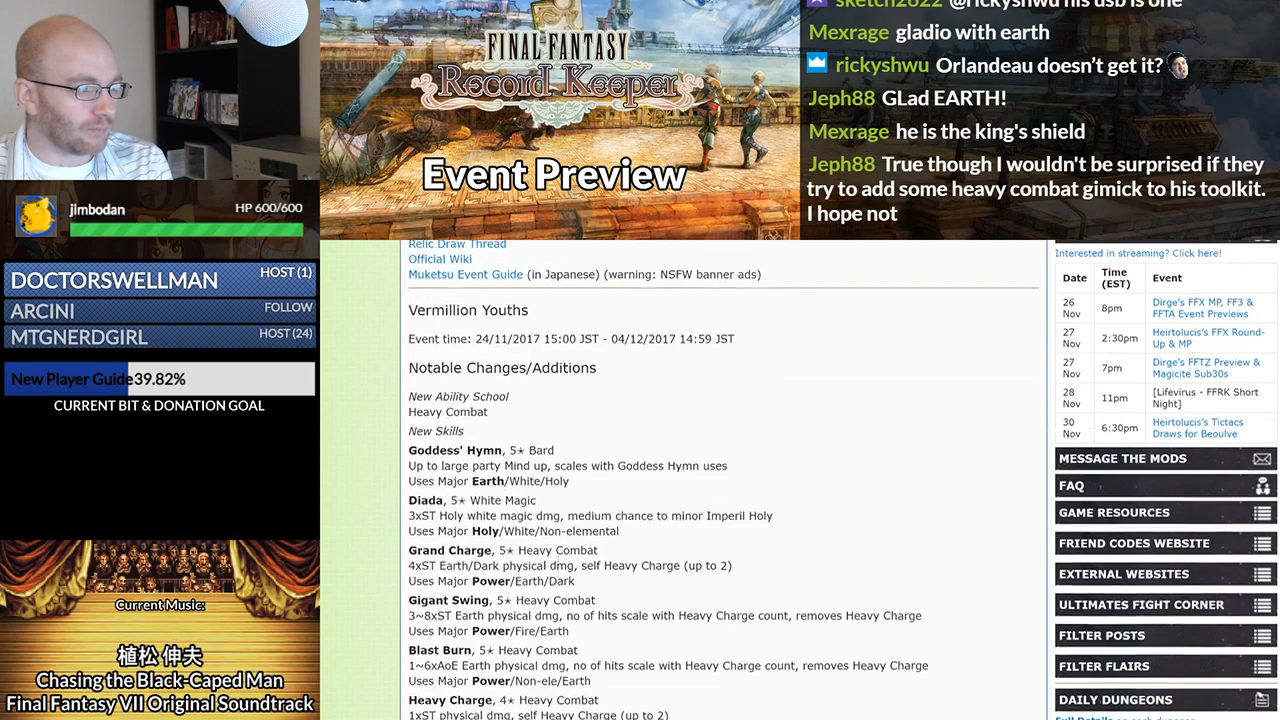 jimbodan
HP 600/600
DOCTORSWELLMAN HOST (1)
ARCINI FOLLOW
MTGNERDGIRL HOST (24)
New Player Guide39.82%
CURRENT BIT & DONATION GOAL
Current Music:
植松 伸夫
Chasing the Black-Caped Man
Final Fantasy VII Original Soundtrack
FINAL FANTASY
Record Keeper
Event Preview
sketch2622 @rickyshwu his usb is one
Mexrage gladio with earth
rickyshwu Orlandeau doesn't get it?
Jeph88 GLad EARTH!
Mexrage he is the king's shield
Jeph88 True though I wouldn't be surprised if they
try to add some heavy combat gimick to his toolkit.
I hope not
Relic Draw Thread
Official Wiki
Muketsu Event Guide (in Japanese) (warning: NSFW banner ads)
Vermillion Youths
Event time: 24/11/2017 15:00 JST - 04/12/2017 14:59 JST
Notable Changes/Additions
New Ability School
Heavy Combat
New Skills
Goddess' Hymn, 5★ Bard
Up to large party Mind up, scales with Goddess Hymn uses
Uses Major Earth/White/Holy
Diada, 5★ White Magic
3xST Holy white magic dmg, medium chance to minor Imperil Holy
Uses Major Holy/White/Non-elemental
Grand Charge, 5★ Heavy Combat
4xST Earth/Dark physical dmg, self Heavy Charge (up to 2)
Uses Major Power/Earth/Dark
Gigant Swing, 5★ Heavy Combat
3~8xST Earth physical dmg, no of hits scale with Heavy Charge count, removes Heavy Charge
Uses Major Power/Fire/Earth
Blast Burn, 5★ Heavy Combat
1~6xAoE Earth physical dmg, no of hits scale with Heavy Charge count, removes Heavy Charge
Uses Major Power/Non-ele/Earth
Heavy Charge, 4★ Heavy Combat
1xST physical dmg, self Heavy Charge (up to 2)
Interested in streaming? Click here!
Date Time (EST) Event
26 Nov 8pm Dirge's FFX MP, FF3 & FFTA Event Previews
27 Nov 2:30pm Heirtolucis's FFX Round-Up & MP
27 Nov 7pm Dirge's FFTZ Preview & Magicite Sub30s
28 Nov 11pm [Lifevirus - FFRK Short Night]
30 Nov 6:30pm Heirtolucis's Tictacs Draws for Beoulve
MESSAGE THE MODS
FAQ
GAME RESOURCES
FRIEND CODES WEBSITE
EXTERNAL WEBSITES
ULTIMATES FIGHT CORNER
FILTER POSTS
FILTER FLAIRS
DAILY DUNGEONS